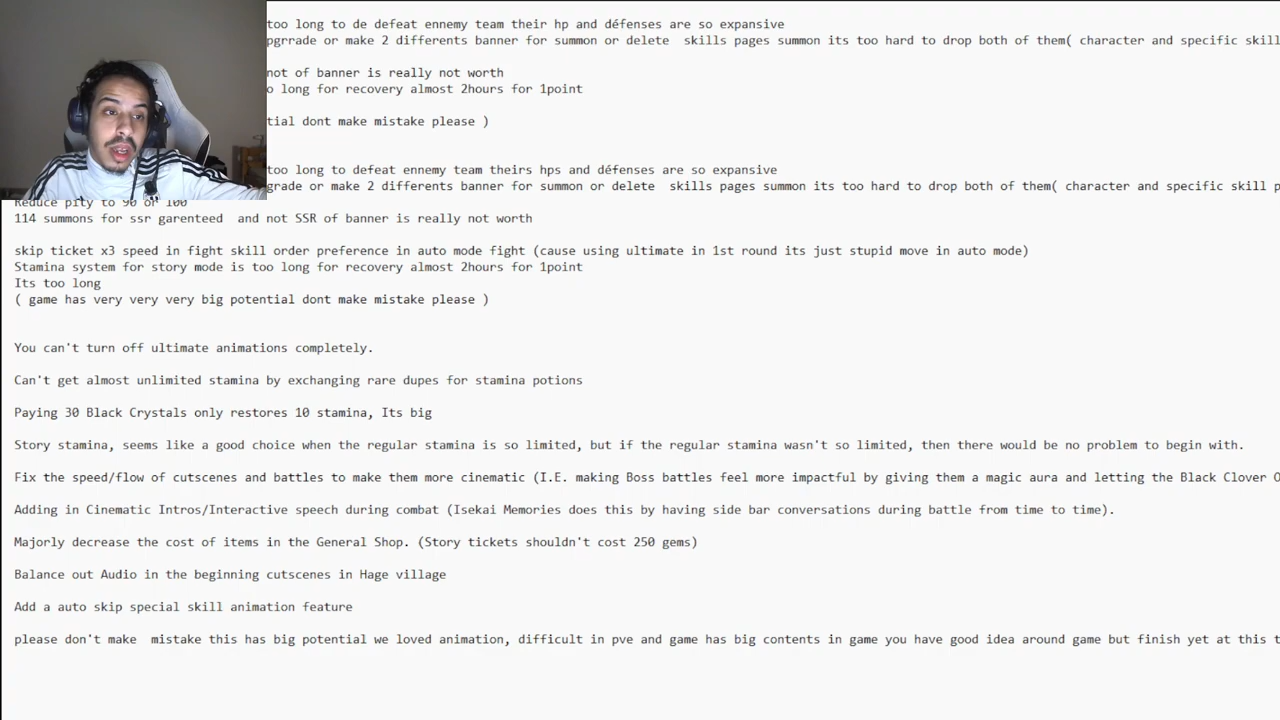 too long to de defeat ennemy team their hp and défenses are so expansive
pgrrade or make 2 differents banner for summon or delete  skills pages summon its too hard to drop both of them( character and specific skill
not of banner is really not worth
o long for recovery almost 2hours for 1point
tial dont make mistake please )
too long to defeat ennemy team theirs hps and défenses are so expansive
grade or make 2 differents banner for summon or delete  skills pages summon its too hard to drop both of them( character and specific skill p
Reduce pity to 90 or 100
114 summons for ssr garenteed  and not SSR of banner is really not worth
skip ticket x3 speed in fight skill order preference in auto mode fight (cause using ultimate in 1st round its just stupid move in auto mode)
Stamina system for story mode is too long for recovery almost 2hours for 1point
Its too long
( game has very very very big potential dont make mistake please )
You can't turn off ultimate animations completely.
Can't get almost unlimited stamina by exchanging rare dupes for stamina potions
Paying 30 Black Crystals only restores 10 stamina, Its big
Story stamina, seems like a good choice when the regular stamina is so limited, but if the regular stamina wasn't so limited, then there would be no problem to begin with.
Fix the speed/flow of cutscenes and battles to make them more cinematic (I.E. making Boss battles feel more impactful by giving them a magic aura and letting the Black Clover O
Adding in Cinematic Intros/Interactive speech during combat (Isekai Memories does this by having side bar conversations during battle from time to time).
Majorly decrease the cost of items in the General Shop. (Story tickets shouldn't cost 250 gems)
Balance out Audio in the beginning cutscenes in Hage village
Add a auto skip special skill animation feature
please don't make  mistake this has big potential we loved animation, difficult in pve and game has big contents in game you have good idea around game but finish yet at this t